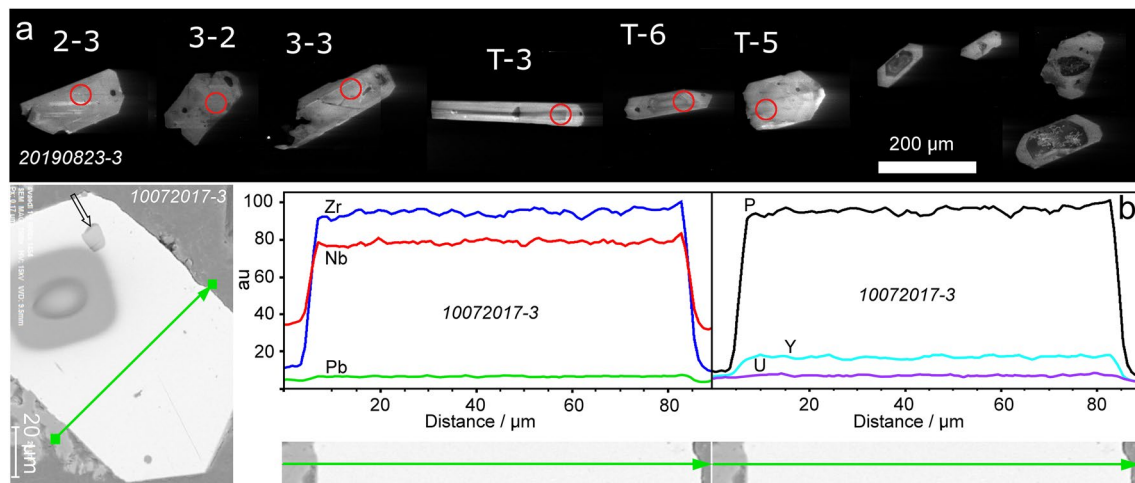 a
2-3
3-2
3-3
T-3
T-6
T-5
20190823-3
200 µm
10072017-3
20 µm
b
100
80
60
40
20
au
Zr
Nb
Pb
10072017-3
20 40 60 80
Distance / µm
P
Y
U
10072017-3
20 40 60 80
Distance / µm